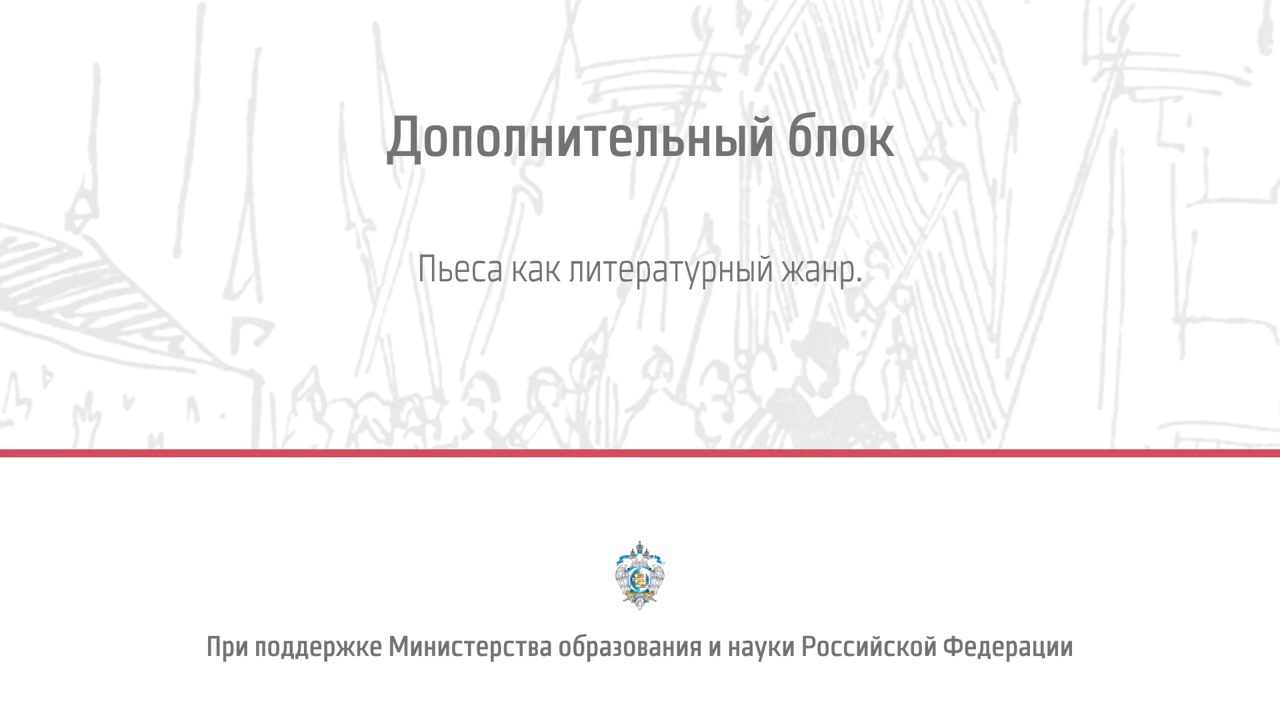 Дополнительный блок
Пьеса как литературный жанр.
При поддержке Министерства образования и науки Российской Федерации